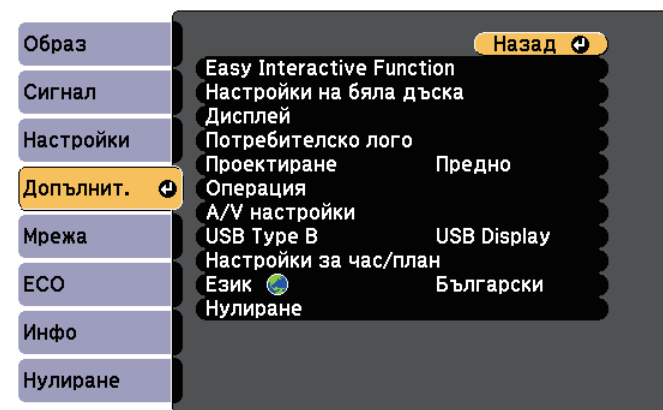 Образ
Сигнал
Настройки
Допълнит.
Мрежа
ECO
Инфо
Нулиране
Назад
Easy Interactive Function
Настройки на бяла дъска
Дисплей
Потребителско лого
Проектиране Предно
Операция
A/V настройки
USB Type B USB Display
Настройки за час/план
Език Български
Нулиране